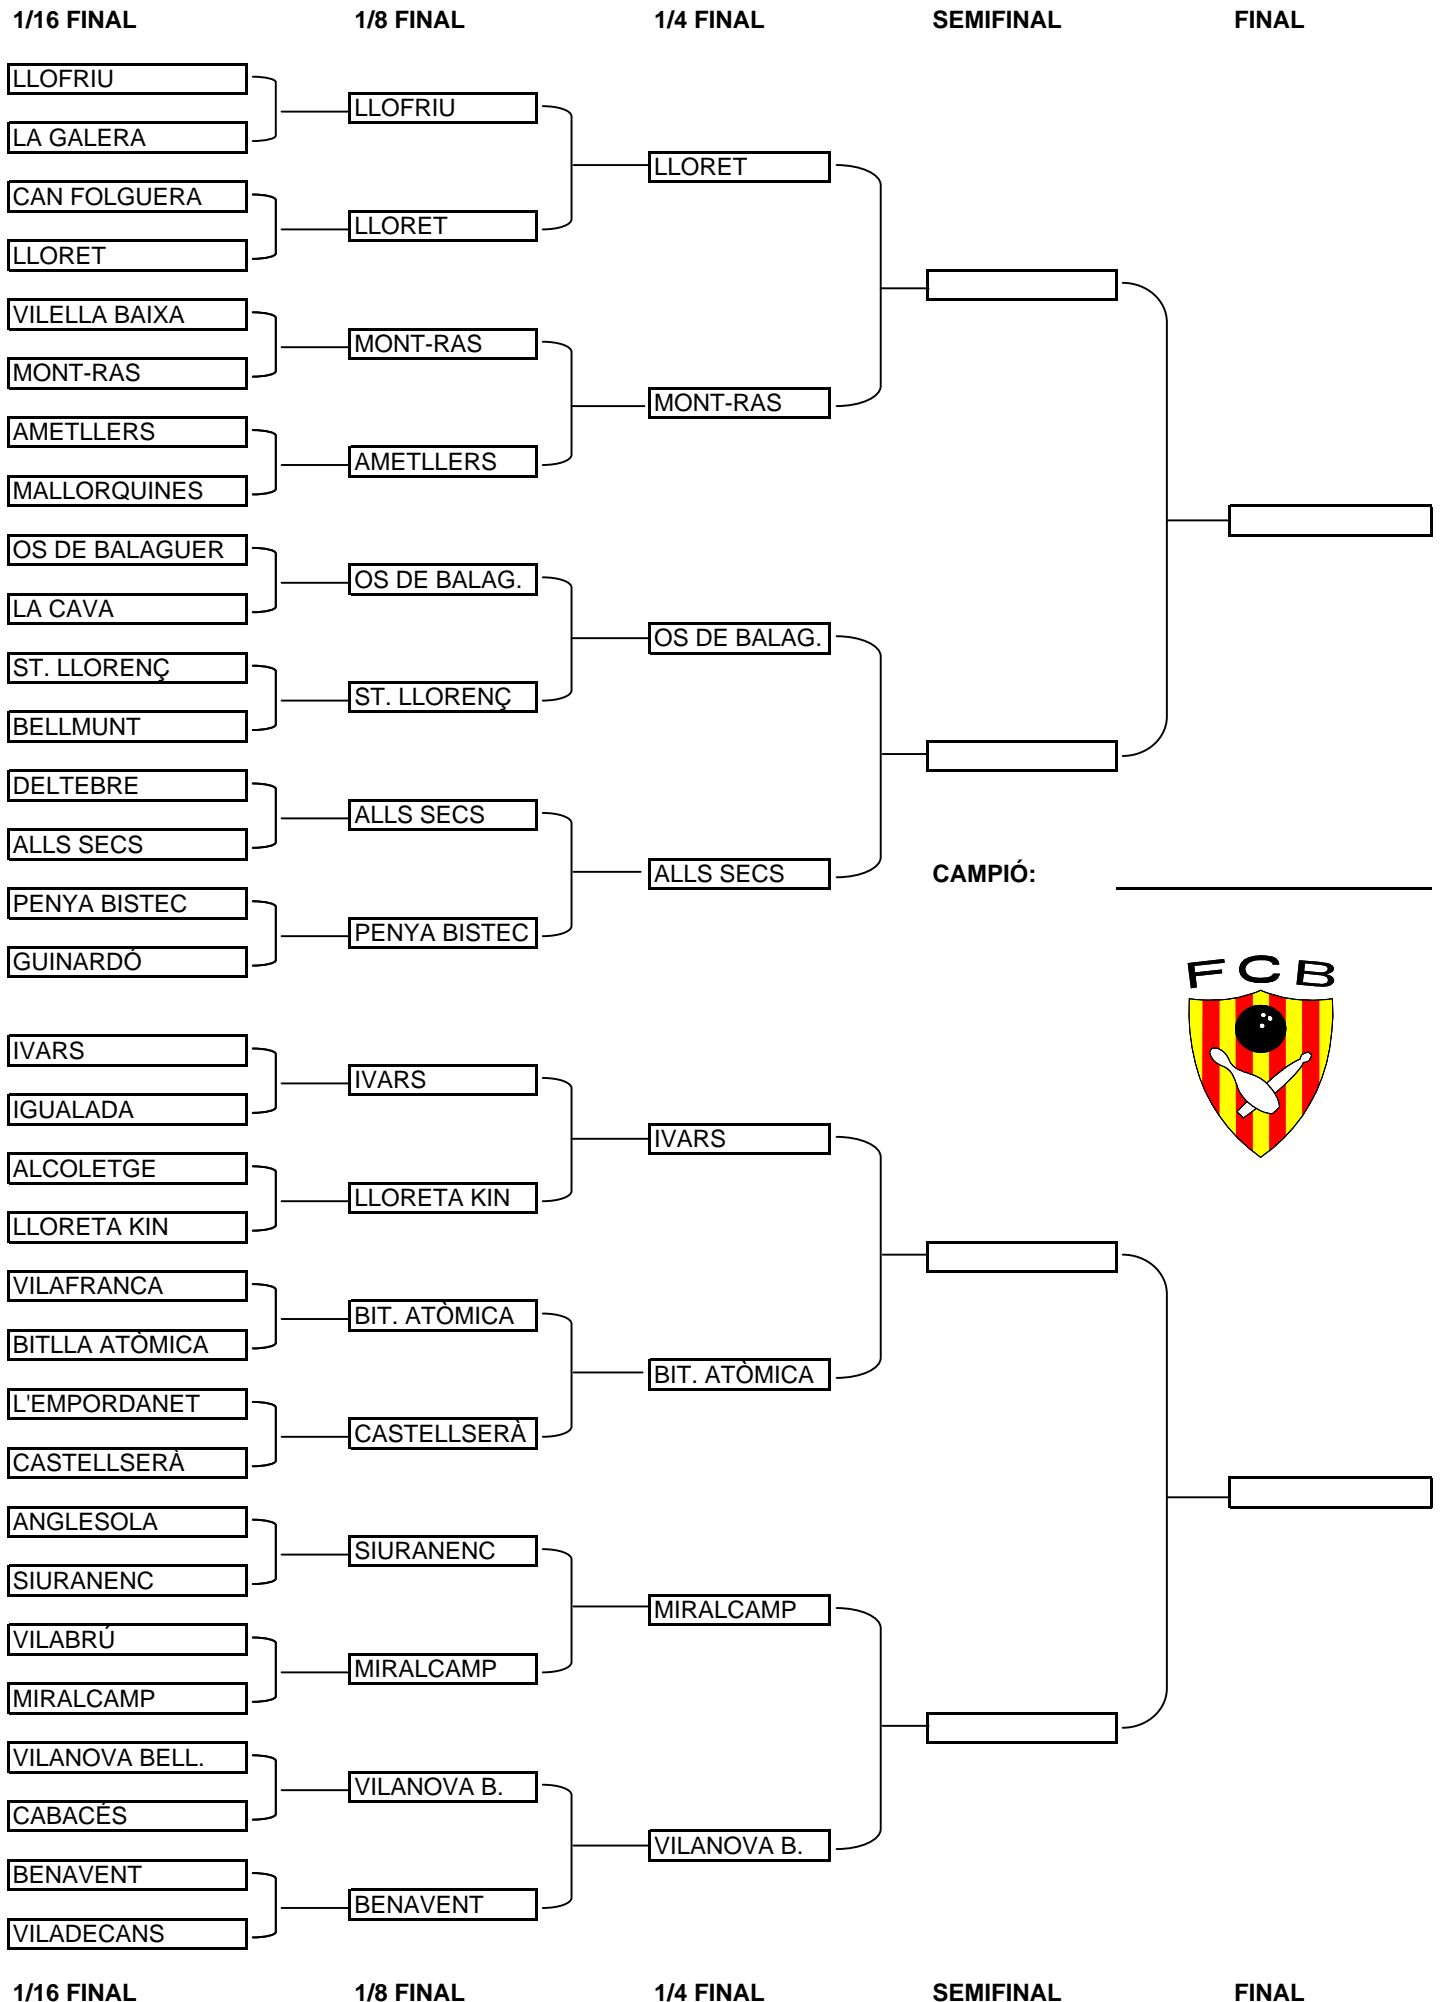 1/16 FINAL 1/8 FINAL 1/4 FINAL SEMIFINAL FINAL
LLOFRIU
LLOFRIU
LA GALERA
LLORET
CAN FOLGUERA
LLORET
LLORET
VILELLA BAIXA
MONT-RAS
MONT-RAS
MONT-RAS
AMETLLERS
AMETLLERS
MALLORQUINES
OS DE BALAGUER
OS DE BALAG.
LA CAVA
OS DE BALAG.
ST. LLORENÇ
ST. LLORENÇ
BELLMUNT
DELTEBRE
ALLS SECS
ALLS SECS
ALLS SECS CAMPIÓ:
PENYA BISTEC
PENYA BISTEC
GUINARDÓ
F C B
IVARS
IVARS
IGUALADA
IVARS
ALCOLETGE
LLORETA KIN
LLORETA KIN
VILAFRANCA
BIT. ATÒMICA
BITLLA ATÒMICA
BIT. ATÒMICA
L'EMPORDANET
CASTELLSERÀ
CASTELLSERÀ
ANGLESOLA
SIURANENC
SIURANENC
MIRALCAMP
VILABRÚ
MIRALCAMP
MIRALCAMP
VILANOVA BELL.
VILANOVA B.
CABACÉS
VILANOVA B.
BENAVENT
BENAVENT
VILADECANS
1/16 FINAL 1/8 FINAL 1/4 FINAL SEMIFINAL FINAL